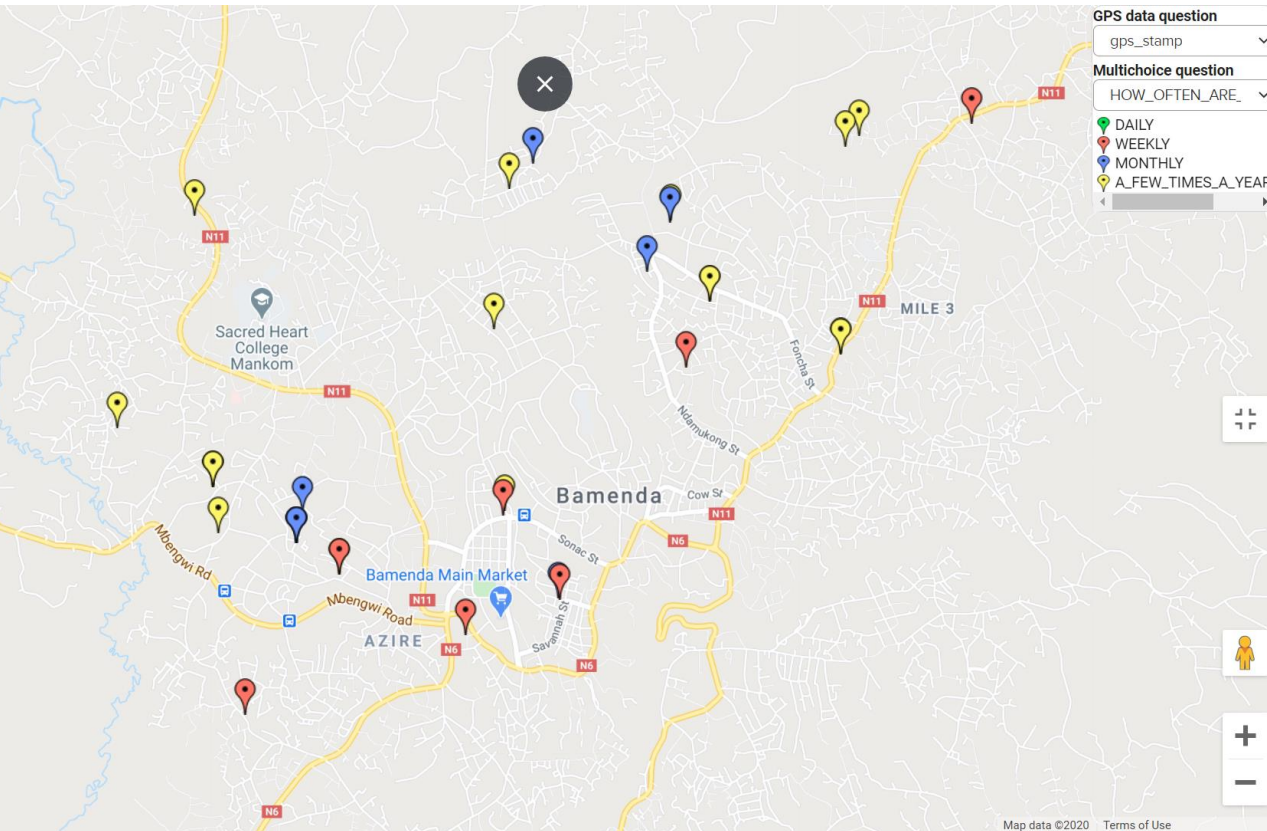 GPS data question
gps_stamp
Multichoice question
HOW_OFTEN_ARE_
DAILY
WEEKLY
MONTHLY
A_FEW_TIMES_A_YEAR
N11
N11
N11
MILE 3
Sacred Heart
College
Mankom
Foncha St
N11
Ndamukong St
Bamenda
Cow St
N11
Sonac St
N6
Mbengwi Rd
Bamenda Main Market
Mbengwi Road
N11
Savannah St
AZIRE
N6
N6
N6
Map data ©2020 Terms of Use